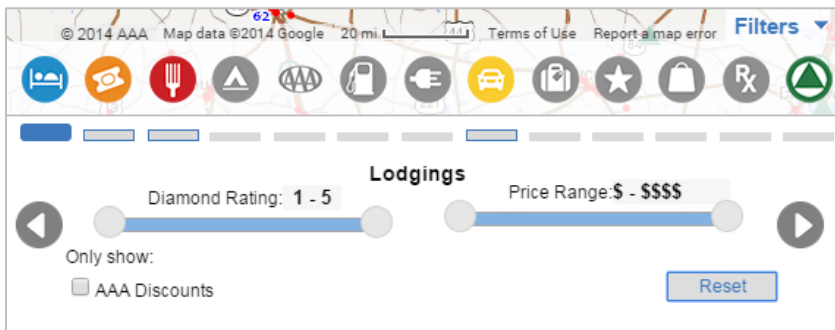 62
© 2014 AAA Map data ©2014 Google 20 mi Terms of Use Report a map error Filters
AAA Rx
Lodgings
Diamond Rating: 1 - 5 Price Range:$ - $$$$
Only show:
AAA Discounts Reset